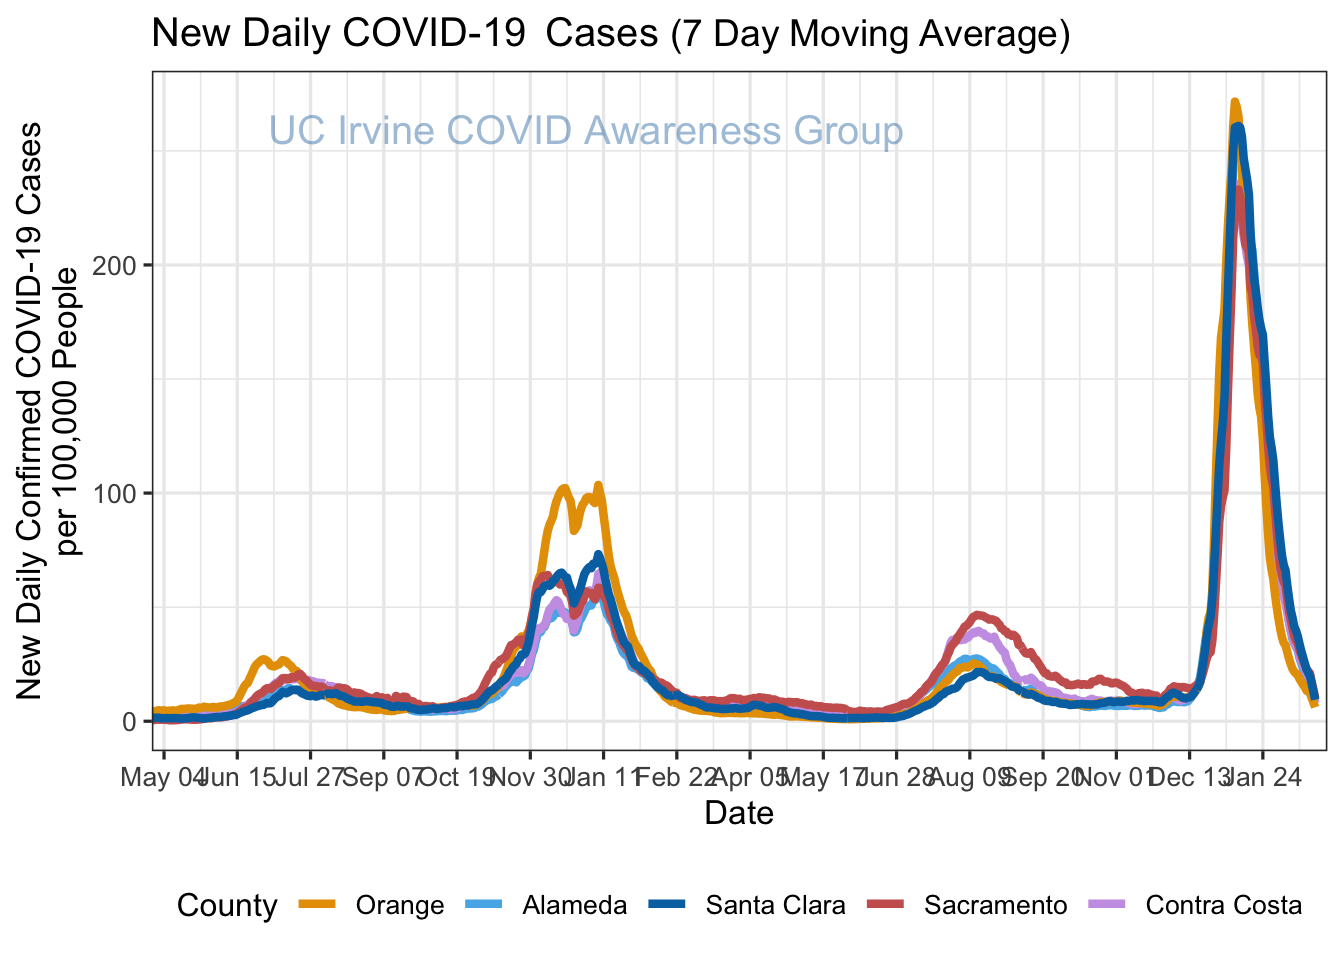 New Daily COVID-19  Cases (7 Day Moving Average)
UC Irvine COVID Awareness Group
New Daily Confirmed COVID-19 Cases
per 100,000 People
200
100
0
May 04 Jun 15 Jul 27 Sep 07 Oct 19 Nov 30 Jan 11 Feb 22 Apr 05 May 17 Jun 28 Aug 09 Sep 20 Nov 01 Dec 13 Jan 24
Date
County Orange Alameda Santa Clara Sacramento Contra Costa